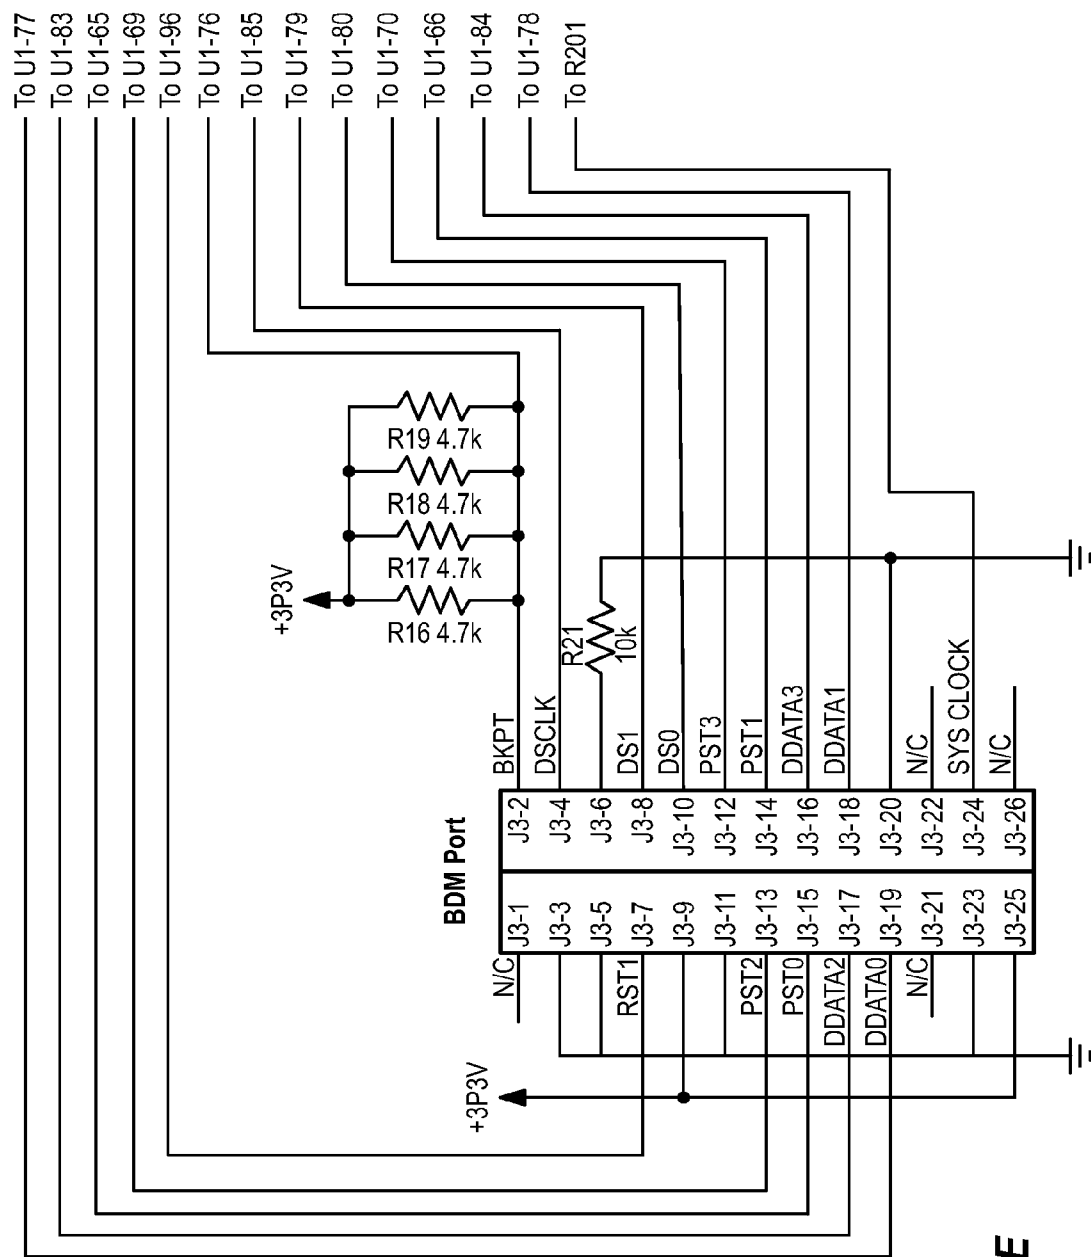 To U1-77
To U1-83
To U1-65
To U1-69
To U1-96
To U1-76
To U1-85
To U1-79
To U1-80
To U1-70
To U1-66
To U1-84
To U1-78
To R201
+3P3V
R19 4.7k
R18 4.7k
R17 4.7k
R16 4.7k
R21
10k
BKPT
DSCLK
DS1
DS0
PST3
PST1
DDATA3
DDATA1
N/C
SYS CLOCK
N/C
BDM Port
J3-1 J3-2
J3-3 J3-4
J3-5 J3-6
J3-7 J3-8
J3-9 J3-10
J3-11 J3-12
J3-13 J3-14
J3-15 J3-16
J3-17 J3-18
J3-19 J3-20
J3-21 J3-22
J3-23 J3-24
J3-25 J3-26
N/C
RST1
PST2
PST0
DDATA2
DDATA0
N/C
+3P3V
E